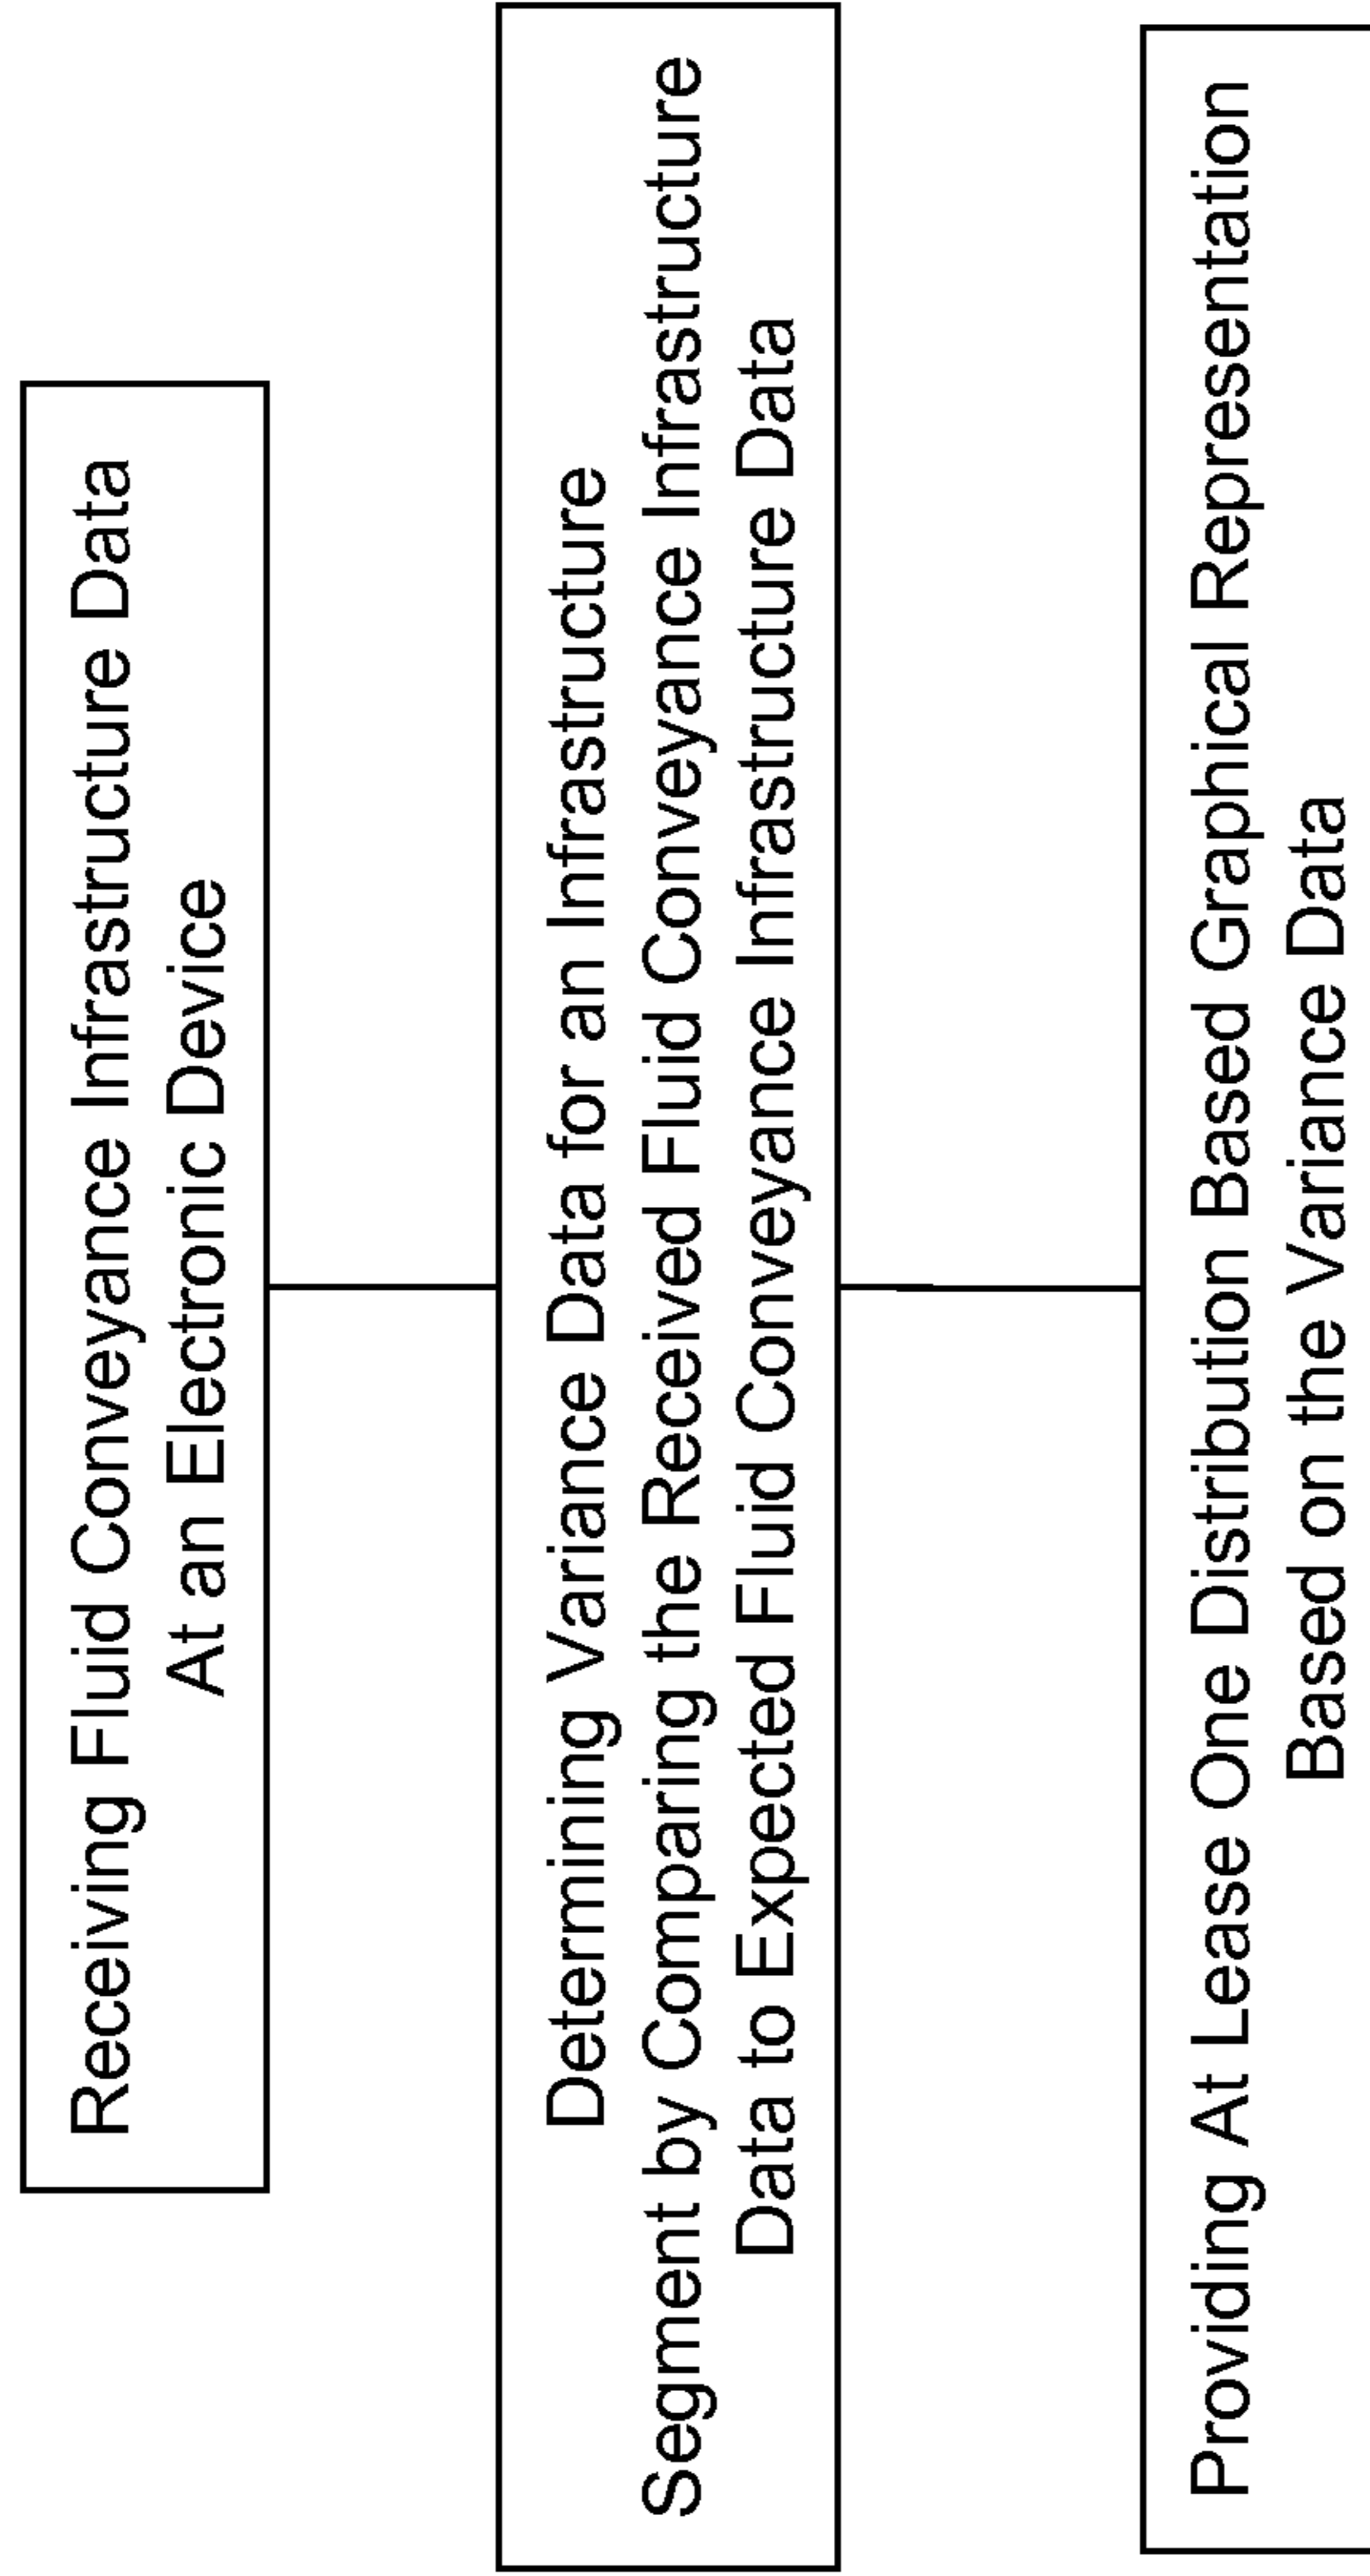 Receiving Fluid Conveyance Infrastructure Data
At an Electronic Device
Determining Variance Data for an Infrastructure
Segment by Comparing the Received Fluid Conveyance Infrastructure
Data to Expected Fluid Conveyance Infrastructure Data
Providing At Lease One Distribution Based Graphical Representation
Based on the Variance Data